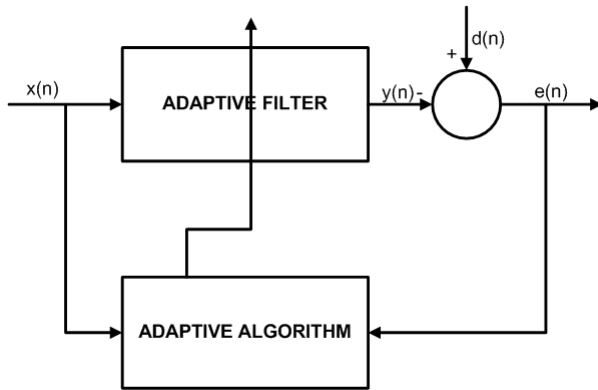 d(n)
+
x(n)
ADAPTIVE FILTER
y(n)-
e(n)
ADAPTIVE ALGORITHM